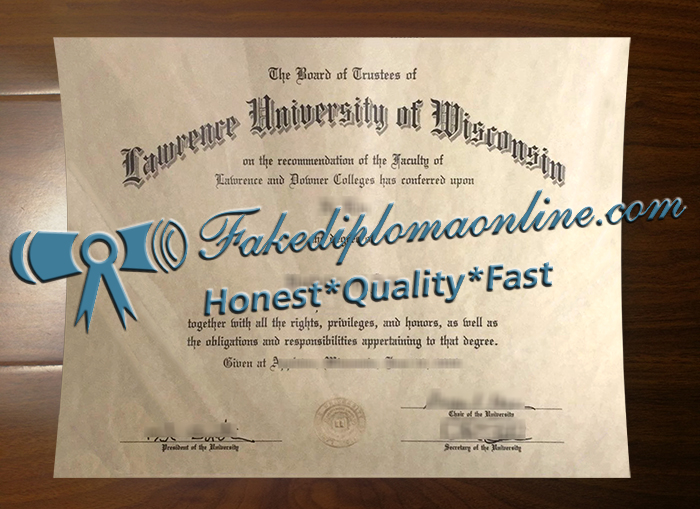 The Board of Trustees of
Lawrence University of Wisconsin
on the recommendation of the Faculty of
Lawrence and Downer Colleges has conferred upon
Fakediplomaonline.com
Honest*Quality*Fast
together with all the rights, privileges, and honors, as well as
the obligations and responsibilities appertaining to that degree.
Given at
Chair of the University
President of the University
Secretary of the University